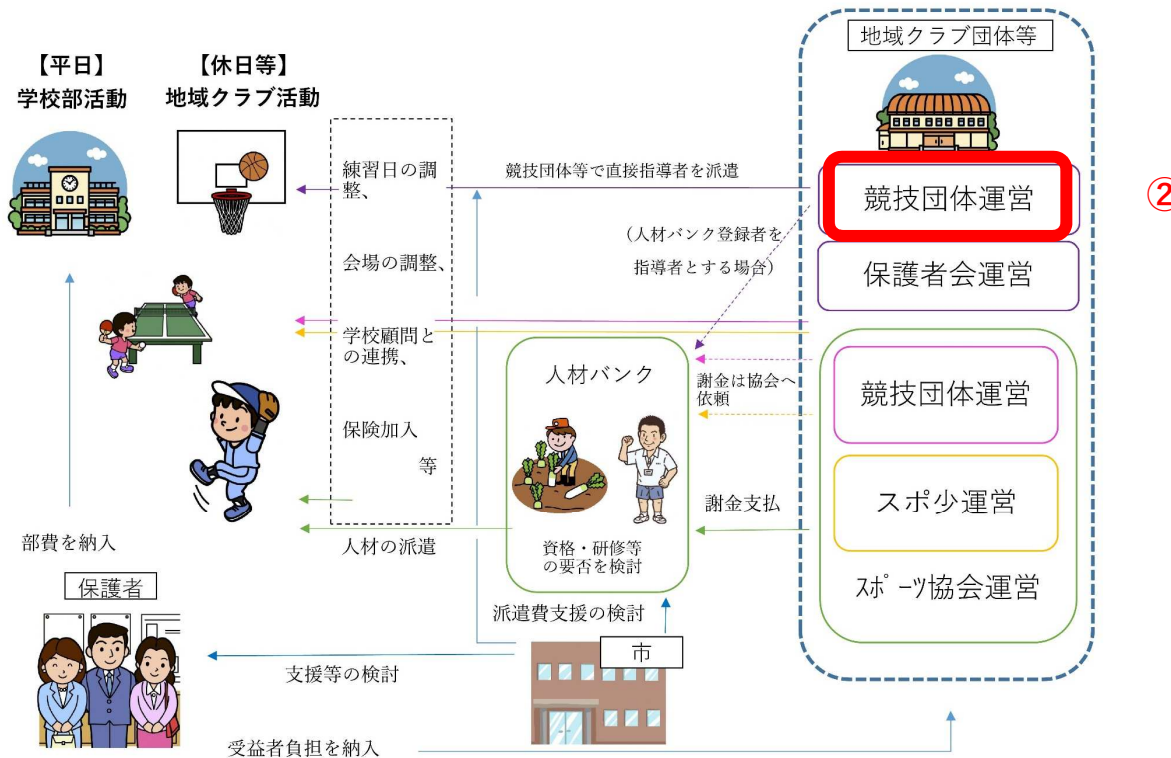 地域クラブ団体等
【平日】
学校部活動
【休日等】
地域クラブ活動
練習日の調
整、
会場の調整、
学校顧問と
の連携、
保険加入
等
競技団体等で直接指導者を派遣
(人材バンク登録者を
指導者とする場合)
競技団体運営
②
保護者会運営
人材バンク
謝金は協会へ
依頼
競技団体運営
謝金支払
スポ少運営
資格・研修等
の要否を検討
人材の派遣
スポーツ協会運営
部費を納入
保護者
派遣費支援の検討
市
支援等の検討
受益者負担を納入